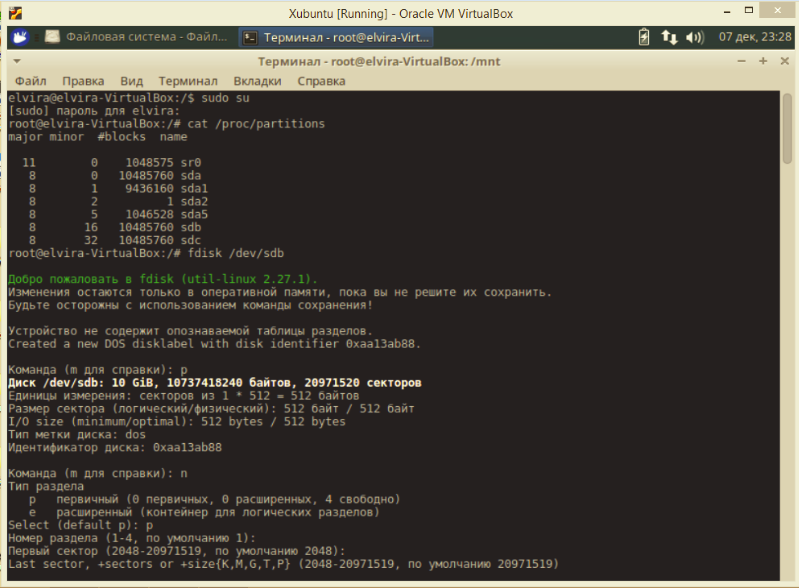 Xubuntu [Running] - Oracle VM VirtualBox
Файловая система - Файл... Терминал - root@elvira-Virt... 07 дек, 23:28
Терминал - root@elvira-VirtualBox: /mnt
Файл Правка Вид Терминал Вкладки Справка
elvira@elvira-VirtualBox:/$ sudo su
[sudo] пароль для elvira:
root@elvira-VirtualBox:/# cat /proc/partitions
major minor  #blocks  name
11        0    1048575 sr0
8        0   10485760 sda
8        1    9436160 sda1
8        2          1 sda2
8        5    1046528 sda5
8       16   10485760 sdb
8       32   10485760 sdc
root@elvira-VirtualBox:/# fdisk /dev/sdb
Добро пожаловать в fdisk (util-linux 2.27.1).
Изменения остаются только в оперативной памяти, пока вы не решите их сохранить.
Будьте осторожны с использованием команды сохранения!
Устройство не содержит опознаваемой таблицы разделов.
Created a new DOS disklabel with disk identifier 0xaa13ab88.
Команда (m для справки): p
Диск /dev/sdb: 10 GiB, 10737418240 байтов, 20971520 секторов
Единицы измерения: секторов из 1 * 512 = 512 байтов
Размер сектора (логический/физический): 512 байт / 512 байт
I/O size (minimum/optimal): 512 bytes / 512 bytes
Тип метки диска: dos
Идентификатор диска: 0xaa13ab88
Команда (m для справки): n
Тип раздела
p   первичный (0 первичных, 0 расширенных, 4 свободно)
e   расширенный (контейнер для логических разделов)
Select (default p): p
Номер раздела (1-4, по умолчанию 1):
Первый сектор (2048-20971519, по умолчанию 2048):
Last sector, +sectors or +size{K,M,G,T,P} (2048-20971519, по умолчанию 20971519)